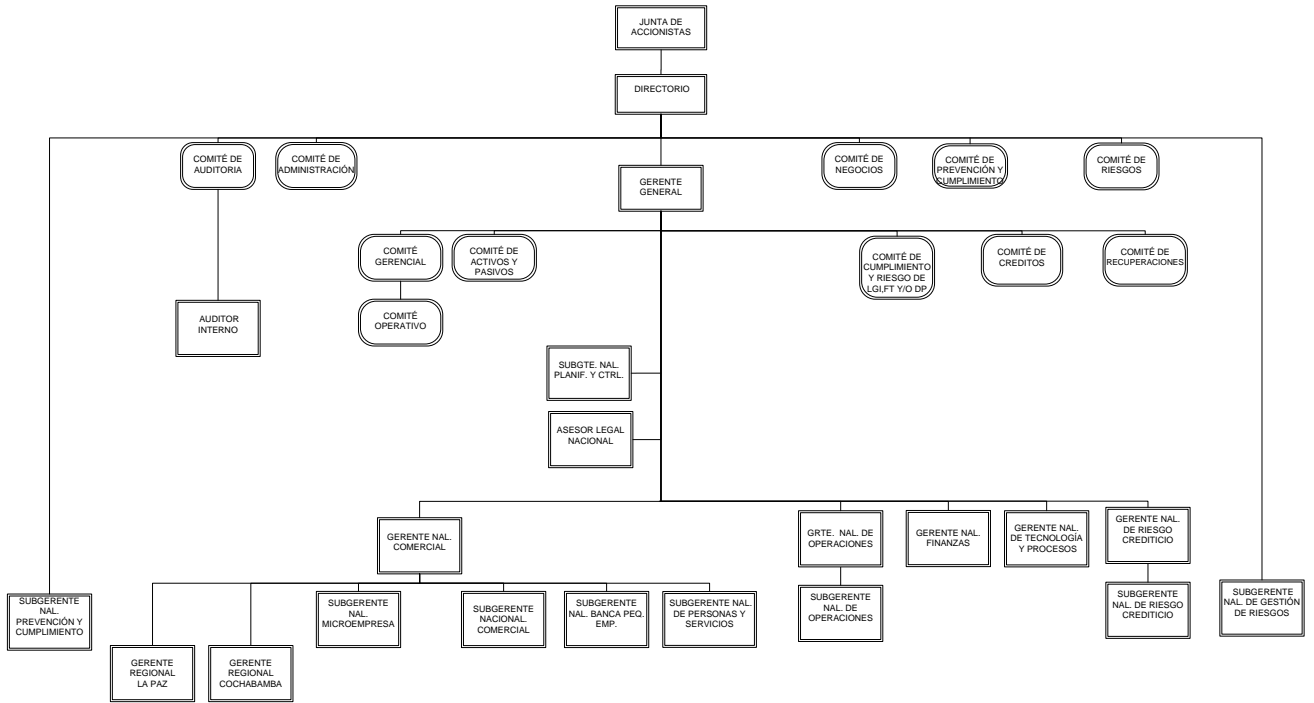 JUNTA DE
ACCIONISTAS
DIRECTORIO
COMITÉ DE
AUDITORIA
COMITÉ DE
ADMINISTRACIÓN
GERENTE
GENERAL
COMITÉ DE
NEGOCIOS
COMITÉ DE
PREVENCIÓN Y
CUMPLIMIENTO
COMITÉ DE
RIESGOS
COMITÉ
GERENCIAL
COMITÉ DE
ACTIVOS Y
PASIVOS
COMITÉ DE
CUMPLIMIENTO
Y RIESGO DE
LGI,FT Y/O DP
COMITÉ DE
CREDITOS
COMITÉ DE
RECUPERACIONES
AUDITOR
INTERNO
COMITÉ
OPERATIVO
SUBGTE. NAL.
PLANIF. Y CTRL.
ASESOR LEGAL
NACIONAL
GERENTE NAL.
COMERCIAL
GRTE. NAL. DE
OPERACIONES
GERENTE NAL.
FINANZAS
GERENTE NAL.
DE TECNOLOGÍA
Y PROCESOS
GERENTE NAL.
DE RIESGO
CREDITICIO
SUBGERENTE
NAL.
PREVENCIÓN Y
CUMPLIMIENTO
SUBGERENTE
NAL.
MICROEMPRESA
SUBGERENTE
NACIONAL.
COMERCIAL
SUBGERENTE
NAL. BANCA PEQ.
EMP.
SUBGERENTE NAL.
DE PERSONAS Y
SERVICIOS
SUBGERENTE
NAL. DE
OPERACIONES
SUBGERENTE
NAL. DE RIESGO
CREDITICIO
SUBGERENTE
NAL. DE GESTIÓN
DE RIESGOS
GERENTE
REGIONAL
LA PAZ
GERENTE
REGIONAL
COCHABAMBA